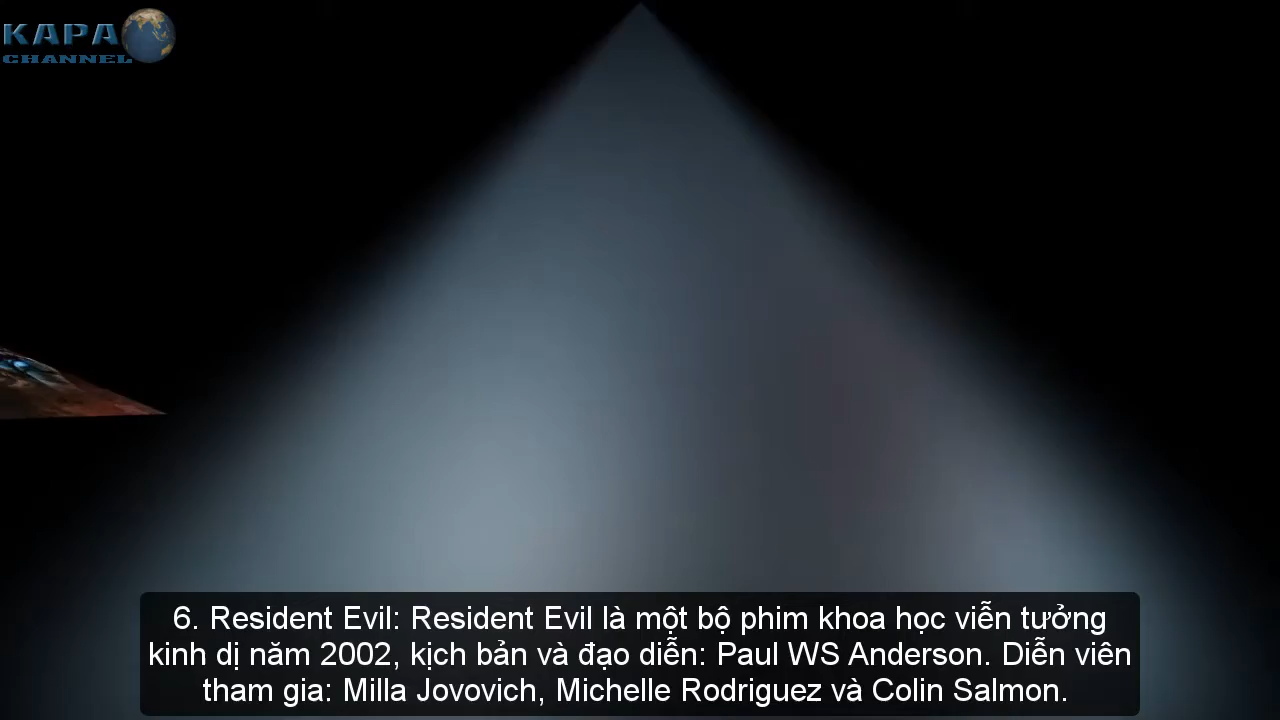 KAPA
CHANNEL
6. Resident Evil: Resident Evil là một bộ phim khoa học viễn tưởng
kinh dị năm 2002, kịch bản và đạo diễn: Paul WS Anderson. Diễn viên
tham gia: Milla Jovovich, Michelle Rodriguez và Colin Salmon.